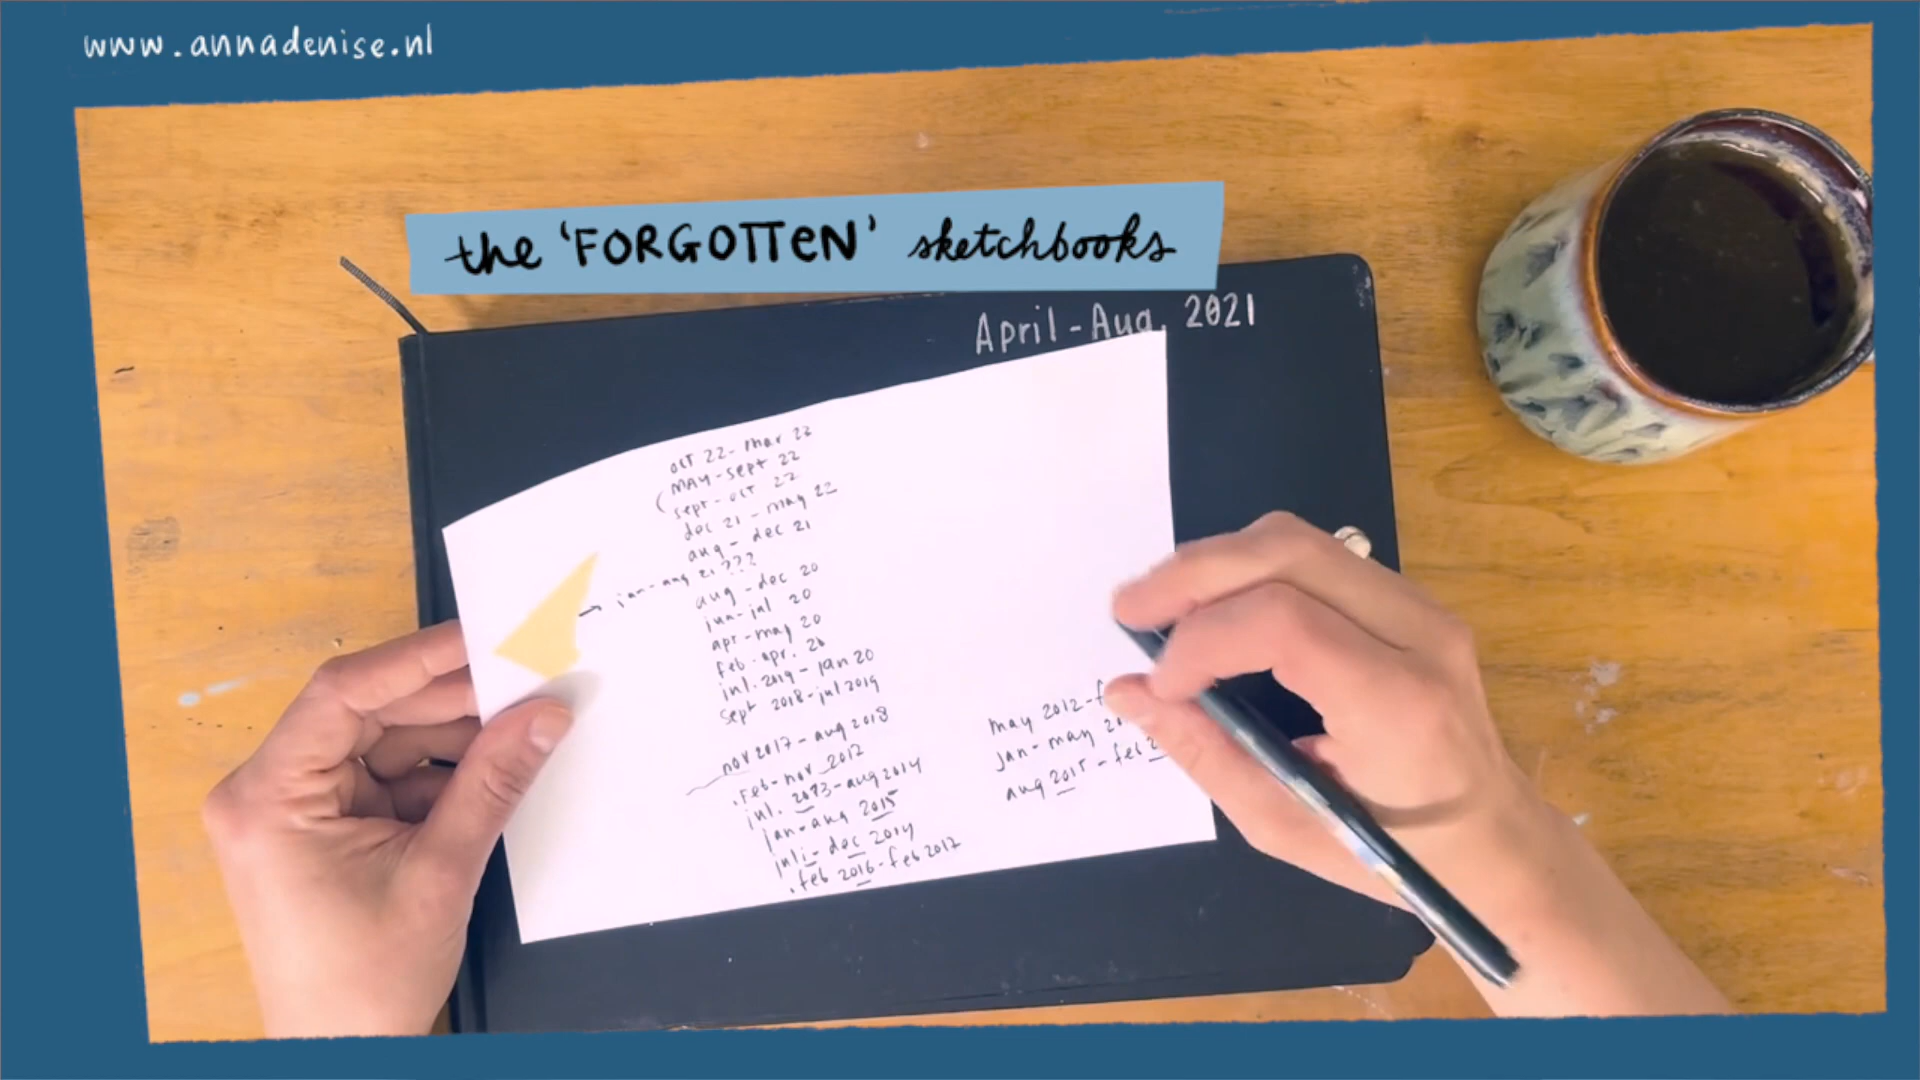 www.annadenise.nl
the 'FORGOTTEN' sketchbooks
April - Aug. 2021
oct 22 - mar 23
(MAY - sept 22
sept - oct 22
dec 21 - may 22
aug - dec 21
→ jan - aug 21 ???
aug - dec 20
jun - jul 20
apr - may 20
feb - apr. 20
jul. 2019 - jan 20
Sept 2018 - jul 2019
nov 2017 - aug 2018
. Feb - nov 2012
jul. 2013 - aug 2014
jan - aug 2015
juli - dec 2014
. feb 2016 - feb 2017
may 2012 - f
jan - may
aug 2015 - feb